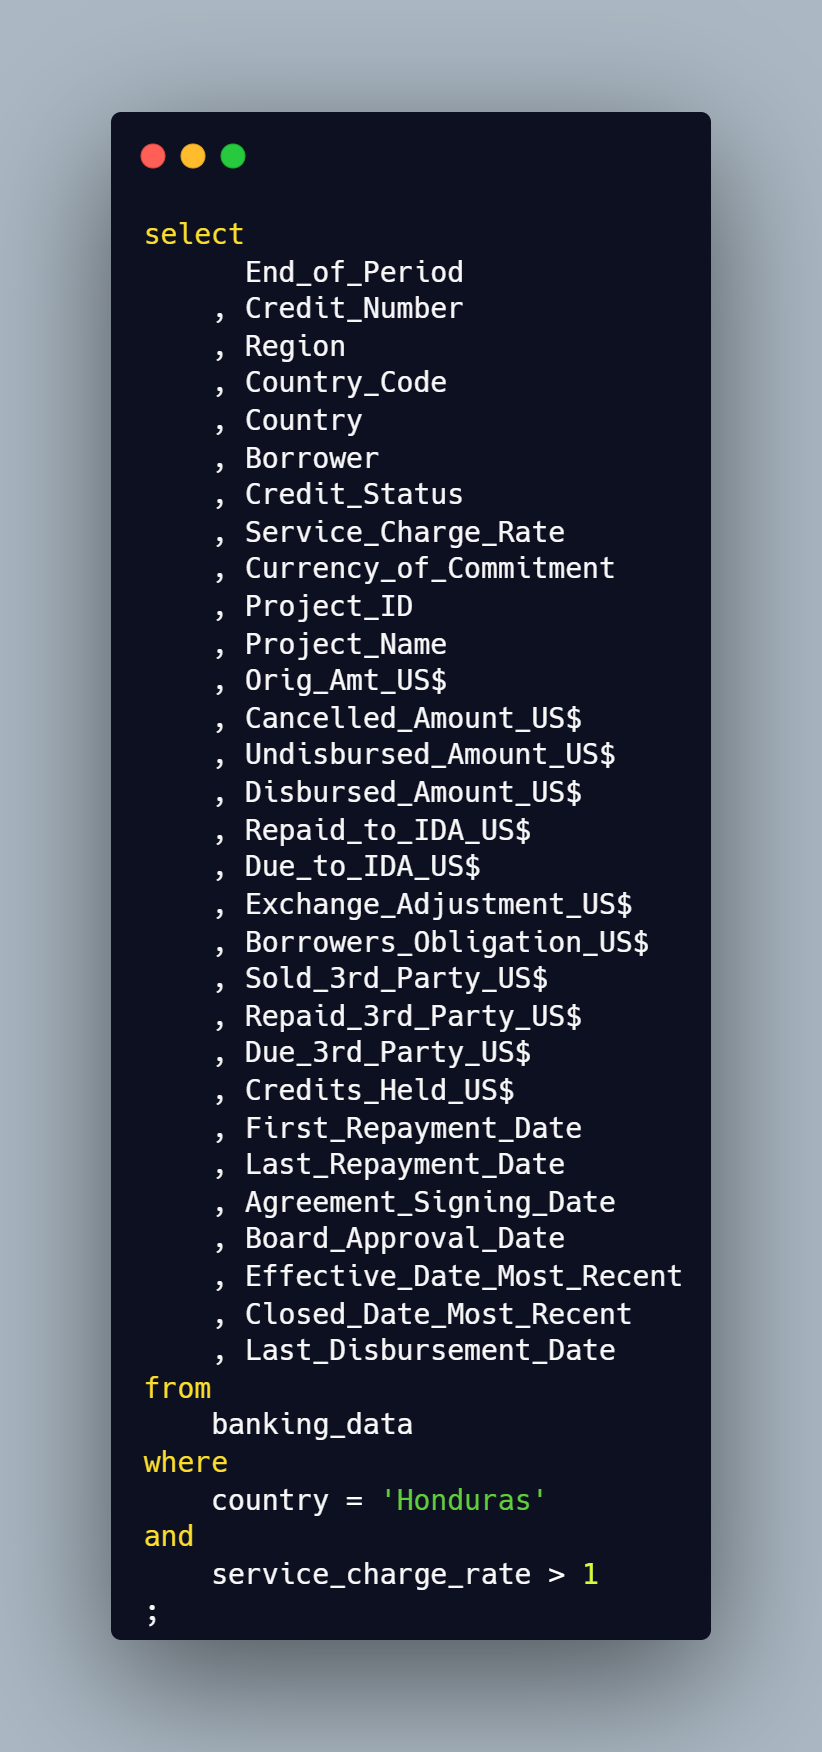 select
      End_of_Period
    , Credit_Number
    , Region
    , Country_Code
    , Country
    , Borrower
    , Credit_Status
    , Service_Charge_Rate
    , Currency_of_Commitment
    , Project_ID
    , Project_Name
    , Orig_Amt_US$
    , Cancelled_Amount_US$
    , Undisbursed_Amount_US$
    , Disbursed_Amount_US$
    , Repaid_to_IDA_US$
    , Due_to_IDA_US$
    , Exchange_Adjustment_US$
    , Borrowers_Obligation_US$
    , Sold_3rd_Party_US$
    , Repaid_3rd_Party_US$
    , Due_3rd_Party_US$
    , Credits_Held_US$
    , First_Repayment_Date
    , Last_Repayment_Date
    , Agreement_Signing_Date
    , Board_Approval_Date
    , Effective_Date_Most_Recent
    , Closed_Date_Most_Recent
    , Last_Disbursement_Date
from
    banking_data
where
    country = 'Honduras'
and
    service_charge_rate > 1
;